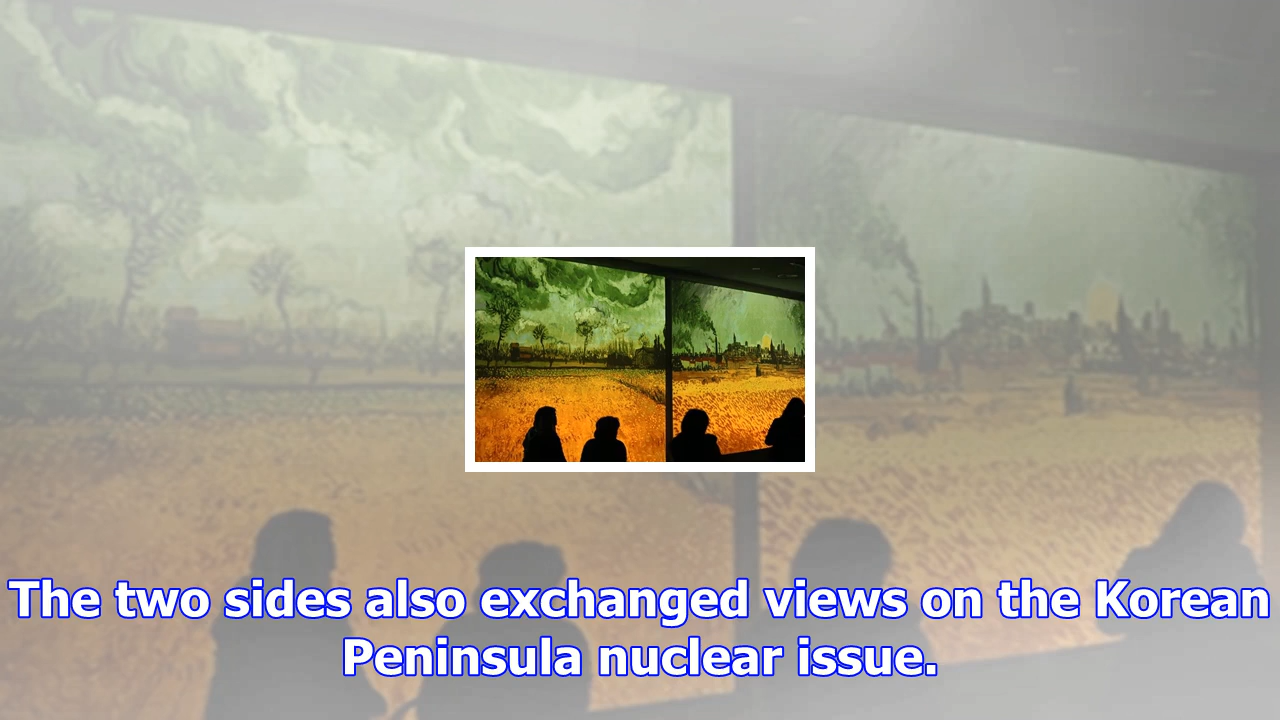 The two sides also exchanged views on the Korean
Peninsula nuclear issue.